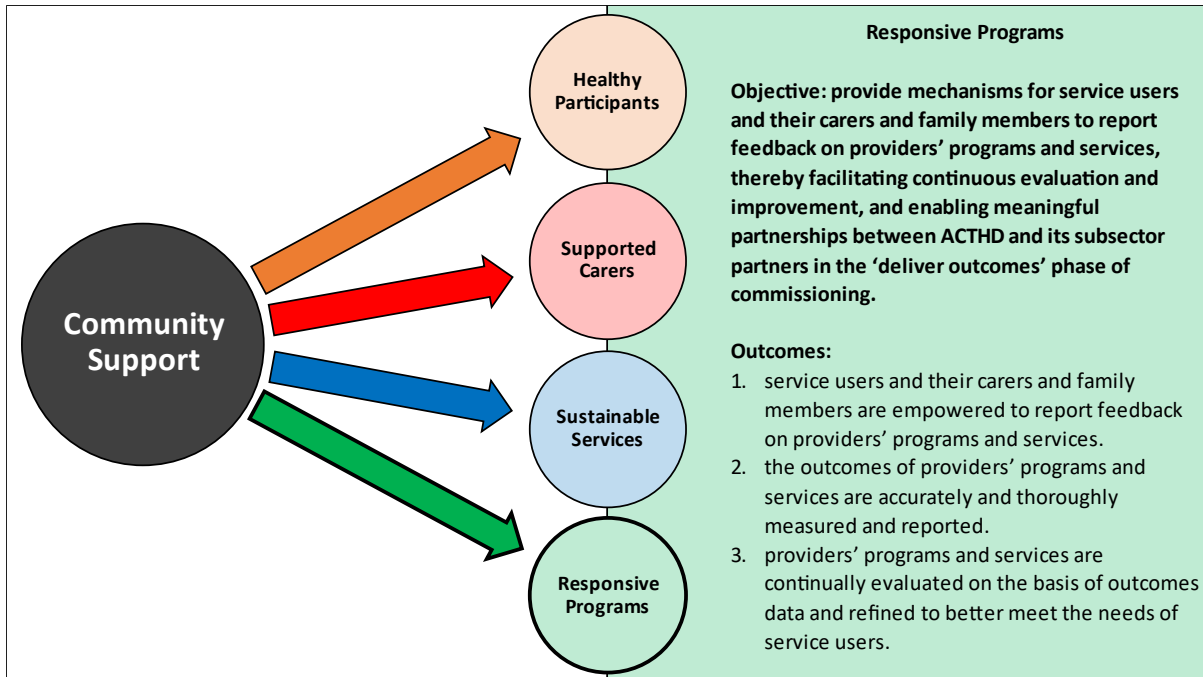 Community
Support
Healthy
Participants
Supported
Carers
Sustainable
Services
Responsive
Programs
Responsive Programs
Objective: provide mechanisms for service users
and their carers and family members to report
feedback on providers’ programs and services,
thereby facilitating continuous evaluation and
improvement, and enabling meaningful
partnerships between ACTHD and its subsector
partners in the ‘deliver outcomes’ phase of
commissioning.
Outcomes:
1. service users and their carers and family
members are empowered to report feedback
on providers’ programs and services.
2. the outcomes of providers’ programs and
services are accurately and thoroughly
measured and reported.
3. providers’ programs and services are
continually evaluated on the basis of outcomes
data and refined to better meet the needs of
service users.